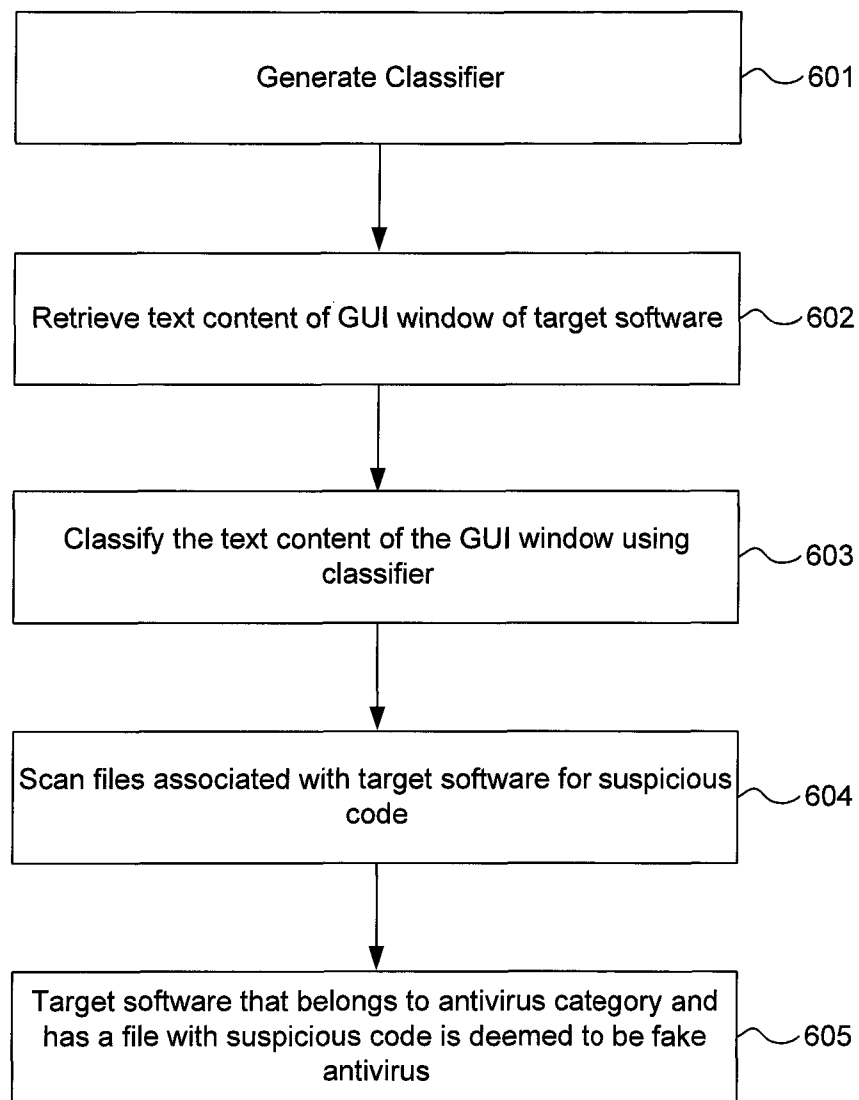 Generate Classifier
601
Retrieve text content of GUI window of target software
602
Classify the text content of the GUI window using
classifier
603
Scan files associated with target software for suspicious
code
604
Target software that belongs to antivirus category and
has a file with suspicious code is deemed to be fake
antivirus
605